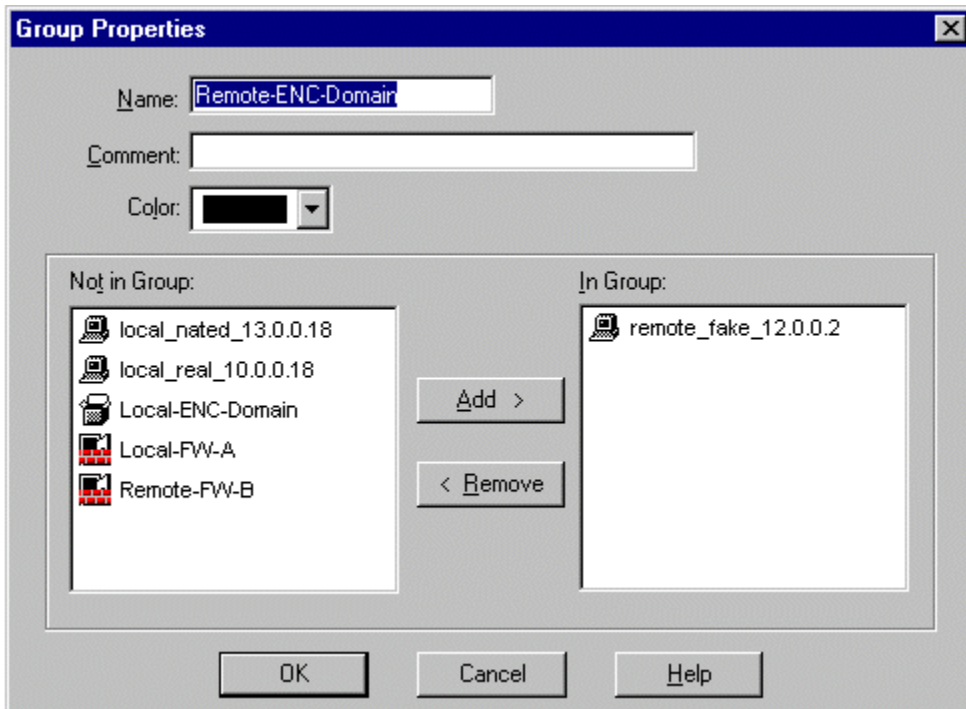 Group Properties
Name: Remote-ENC-Domain
Comment:
Color:
Not in Group:
local_nated_13.0.0.18
local_real_10.0.0.18
Local-ENC-Domain
Local-FW-A
Remote-FW-B
Add >
< Remove
In Group:
remote_fake_12.0.0.2
OK Cancel Help